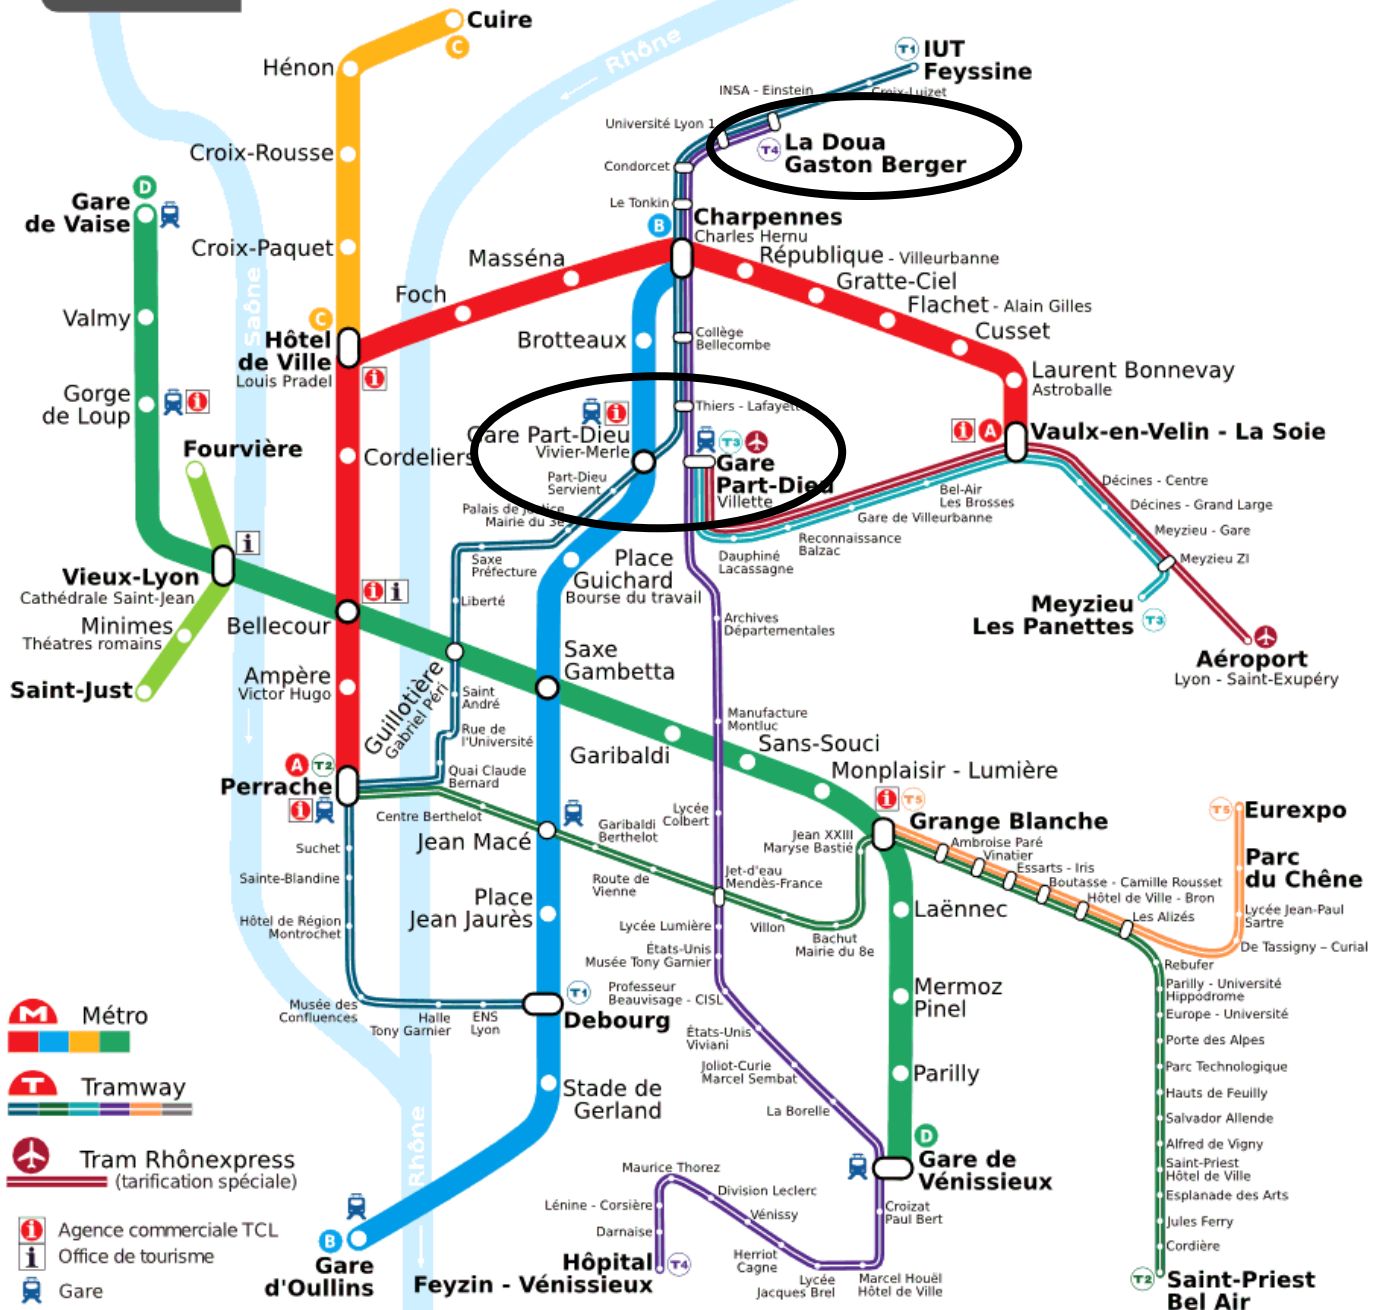 Cuire
C
Hénon
Rhône
T1
IUT
Feyssine
INSA - Einstein
Croix-Luizet
Université Lyon 1
La Doua
T4
Gaston Berger
Croix-Rousse
Condorcet
D
Gare
de Vaise
Le Tonkin
B
Charpennes
Charles Hernu
Croix-Paquet
Masséna
République - Villeurbanne
Gratte-Ciel
Foch
Flachet - Alain Gilles
Saône
Valmy
C
Hôtel
de Ville
Louis Pradel
Brotteaux
Collège
Bellecombe
Cusset
Laurent Bonnevay
Astroballe
Gorge
de Loup
Thiers - Lafayette
Gare Part-Dieu
Vivier-Merle
T3
A
Vaulx-en-Velin - La Soie
Fourvière
Cordeliers
Gare
Part-Dieu
Villette
Part-Dieu
Servient
Palais de justice
Mairie du 3e
Bel-Air
Les Brosses
Gare de Villeurbanne
Décines - Centre
Décines - Grand Large
Meyzieu - Gare
Meyzieu ZI
Reconnaissance
Balzac
Dauphiné
Lacassagne
Saxe
Préfecture
Place
Guichard
Bourse du travail
Vieux-Lyon
Cathédrale Saint-Jean
Liberté
Meyzieu
Les Panettes
T3
Minimes
Théatres romains
Bellecour
Archives
Départementales
Aéroport
Lyon - Saint-Exupéry
Saint-Just
Ampère
Victor Hugo
Guillotière
Gabriel Péri
Saxe
Gambetta
Saint
André
Manufacture
Montluc
Rue de
l'Université
Garibaldi
Sans-Souci
Monplaisir - Lumière
A
T2
Perrache
Quai Claude
Bernard
Centre Berthelot
T5
Grange Blanche
T5
Eurexpo
Lycée
Colbert
Garibaldi
Berthelot
Jean Macé
Jean XXIII
Maryse Bastié
Ambroise Paré
Vinatier
Essarts - Iris
Boutasse - Camille Rousset
Hôtel de Ville - Bron
Les Alizés
Parc
du Chêne
Suchet
Sainte-Blandine
Route de
Vienne
Jet-d'eau
Mendès-France
Hôtel de Région
Montrochet
Place
Jean Jaurès
Lycée Lumière
Villon
Bachut
Mairie du 8e
Laënnec
Lycée Jean-Paul
Sartre
De Tassigny – Curial
États-Unis
Musée Tony Garnier
Rebufer
Musée des
Confluences
Halle
Tony Garnier
ENS
Lyon
T1
Debourg
Professeur
Beauvisage - CISL
Mermoz
Pinel
Parilly - Université
Hippodrome
Europe - Université
Métro
États-Unis
Viviani
Porte des Alpes
Joliot-Curie
Marcel Sembat
Parilly
Parc Technologique
Tramway
Stade de
Gerland
La Borelle
Hauts de Feuilly
Salvador Allende
Rhône
Alfred de Vigny
Tram Rhônexpress
(tarification spéciale)
D
Gare de
Vénissieux
Maurice Thorez
Division Leclerc
Saint-Priest
Hôtel de Ville
Esplanade des Arts
Lénine - Corsière
Vénissy
Croizat
Paul Bert
Darnaise
Jules Ferry
Agence commerciale TCL
Office de tourisme
Gare
B
Gare
d'Oullins
Hôpital
Feyzin - Vénissieux
T4
Herriot
Cagne
Lycée
Jacques Brel
Marcel Houël
Hôtel de Ville
Cordière
T2
Saint-Priest
Bel Air